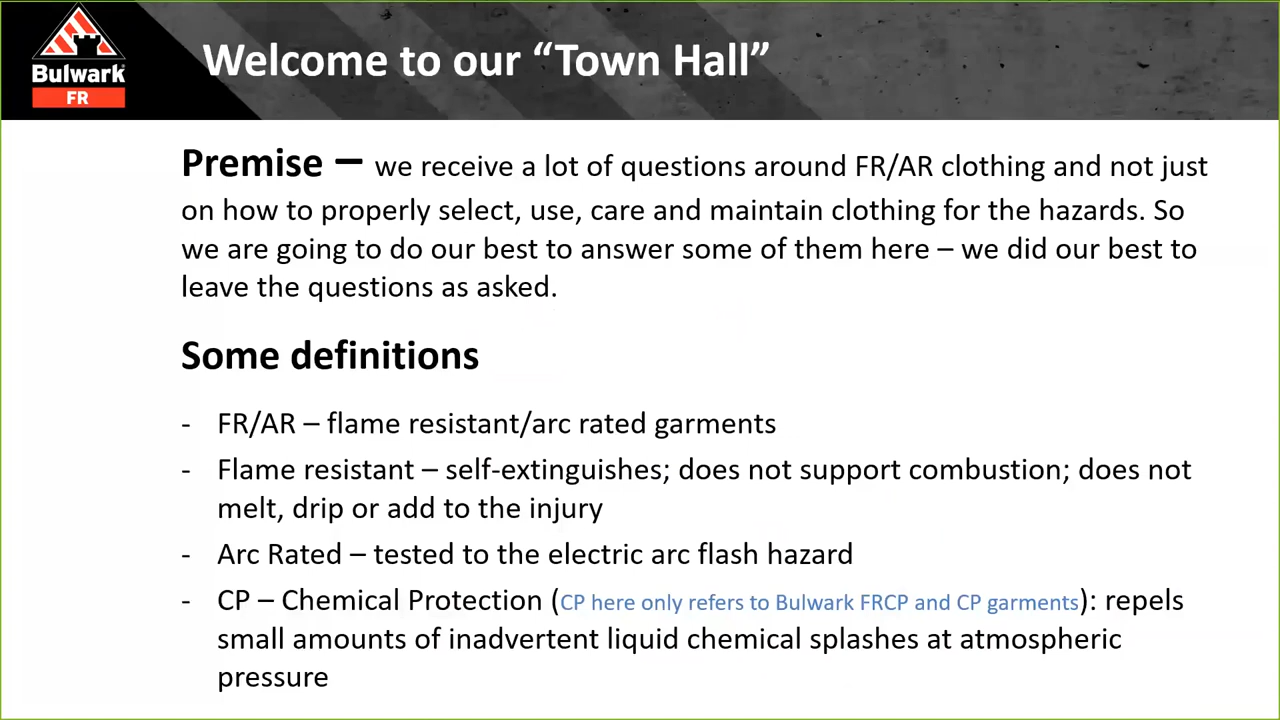 Bulwark
FR
Welcome to our “Town Hall”
Premise – we receive a lot of questions around FR/AR clothing and not just
on how to properly select, use, care and maintain clothing for the hazards. So
we are going to do our best to answer some of them here – we did our best to
leave the questions as asked.
Some definitions
- FR/AR – flame resistant/arc rated garments
- Flame resistant – self-extinguishes; does not support combustion; does not
melt, drip or add to the injury
- Arc Rated – tested to the electric arc flash hazard
- CP – Chemical Protection (CP here only refers to Bulwark FRCP and CP garments): repels
small amounts of inadvertent liquid chemical splashes at atmospheric
pressure